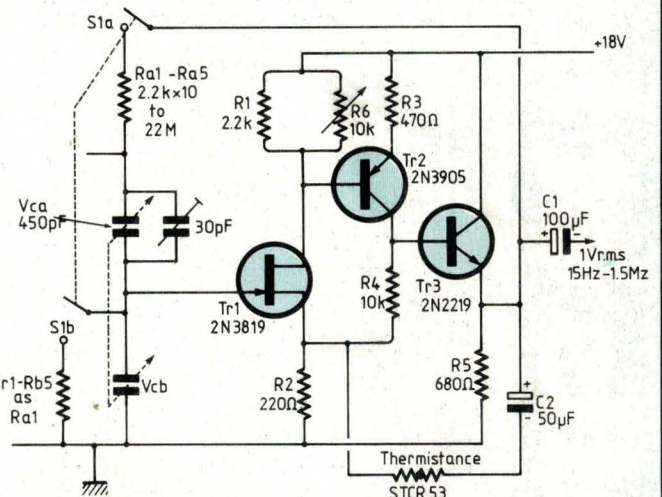 S1a
+18V
Ra1 -Ra5
2.2k×10
to
22M
R1
2.2k
R6
10k
R3
470Ω
Tr2
2N3905
Vca
450pF
30pF
C1
100µF
+
-
1Vr.m.s
15Hz-1.5Mz
Tr3
2N2219
R4
10k
Tr1
2N3819
S1b
r1-Rb5
as
Ra1
Vcb
R2
220Ω
R5
680Ω
+
C2
50µF
-
Thermistance
STCR 53